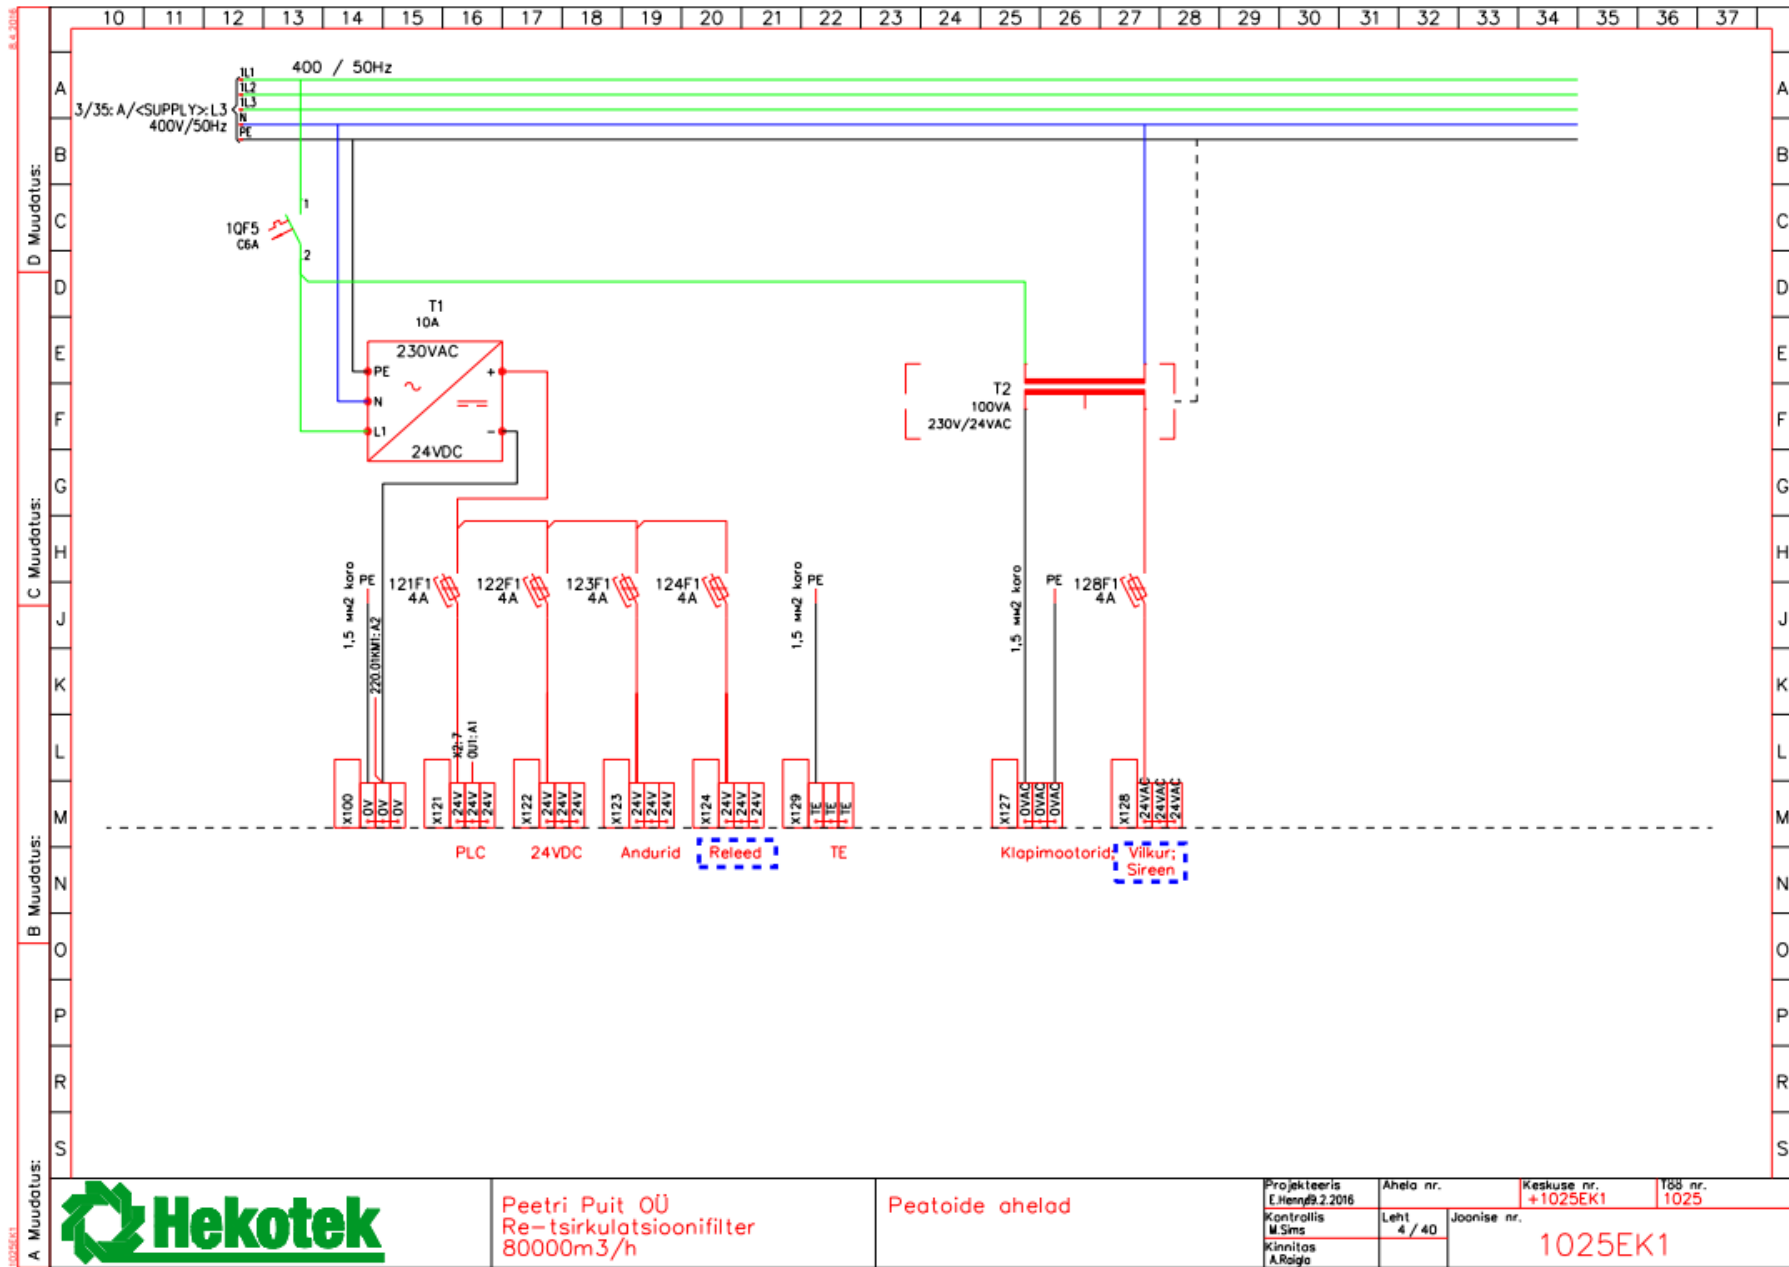 10 11 12 13 14 15 16 17 18 19 20 21 22 23 24 25 26 27 28 29 30 31 32 33 34 35 36 37
8.4.2016
A
B
C
D
E
F
G
H
J
K
L
M
N
O
P
R
S
A
B
C
D
E
F
G
H
J
K
L
M
N
O
P
R
S
D Muudatus:
C Muudatus:
B Muudatus:
A Muudatus:
1025EK1
400 / 50Hz
1L1
1L2
1L3
N
PE
3/35:A/<SUPPLY>:L3
400V/50Hz
1QF5
C6A
1
2
T1
10A
230VAC
PE
N
L1
+
-
24VDC
T2
100VA
230V/24VAC
1,5 мм2 koro
PE
220.01KM1:A2
121F1
4A
122F1
4A
123F1
4A
124F1
4A
1,5 мм2 koro
PE
1,5 мм2 koro
PE
128F1
4A
X2:7
0U1:A1
X100 0V 0V 0V
X121 24V 24V 24V
X122 24V 24V 24V
X123 24V 24V 24V
X124 24V 24V 24V
X129 TE TE TE
X127 0VAC 0VAC 0VAC
X128 24VAC 24VAC 24VAC
PLC
24VDC
Andurid
Releed
TE
Klapimootorid;
Vilkur;
Sireen
Hekotek
Peetri Puit OÜ
Re-tsirkulatsioonifilter
80000m3/h
Peatoide ahelad
Projekteeris
9.2.2016
Kontrollis
M.Sims
Kinnitas
A.Raigla
Ahela nr.
Leht
4 / 40
Keskuse nr.
+1025EK1
Töö nr.
1025
Joonise nr.
1025EK1